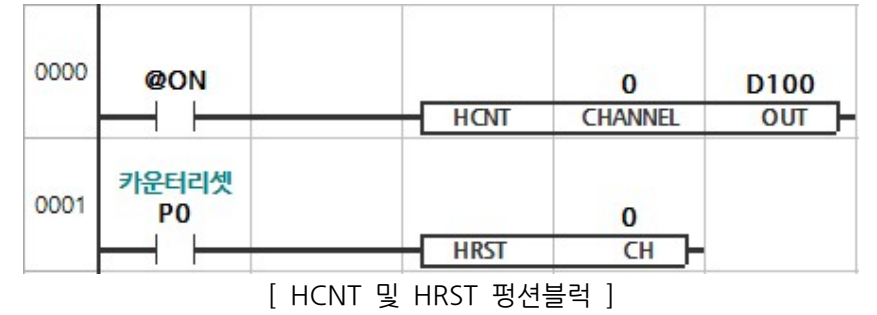 0000 @ON 0 D100
HCNT CHANNEL OUT
카운터리셋
0001 P0 0
HRST CH
[ HCNT 및 HRST 펑션블럭 ]